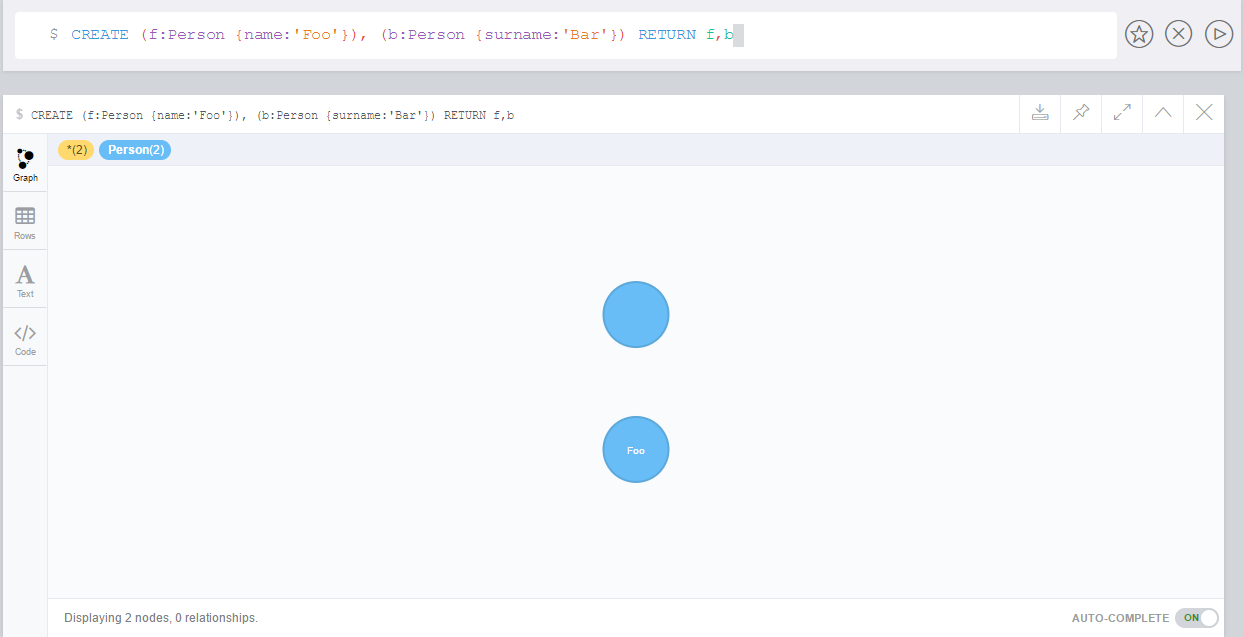 $ CREATE (f:Person {name:'Foo'}), (b:Person {surname:'Bar'}) RETURN f,b
$ CREATE (f:Person {name:'Foo'}), (b:Person {surname:'Bar'}) RETURN f,b
*(2) Person(2)
Graph
Rows
A
Text
</>
Code
Foo
Displaying 2 nodes, 0 relationships.
AUTO-COMPLETE ON